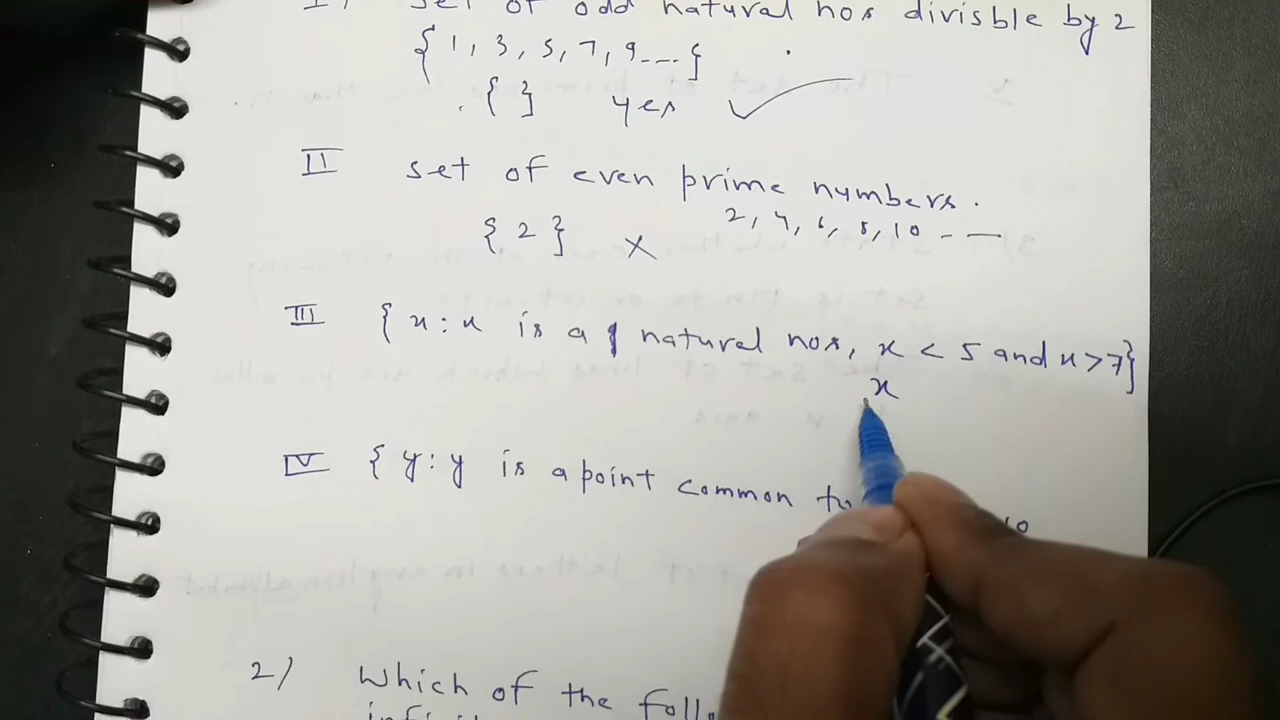 I) set of odd natural nos divisble by 2
{ 1, 3, 5, 7, 9 --- }
. { } yes ✓
II set of even prime numbers.
{ 2 } ✗ 2, 4, 6, 8, 10 - —
III { x : x is a natural nos, x < 5 and x > 7}
x
IV { y : y is a point common to
2) Which of the follo